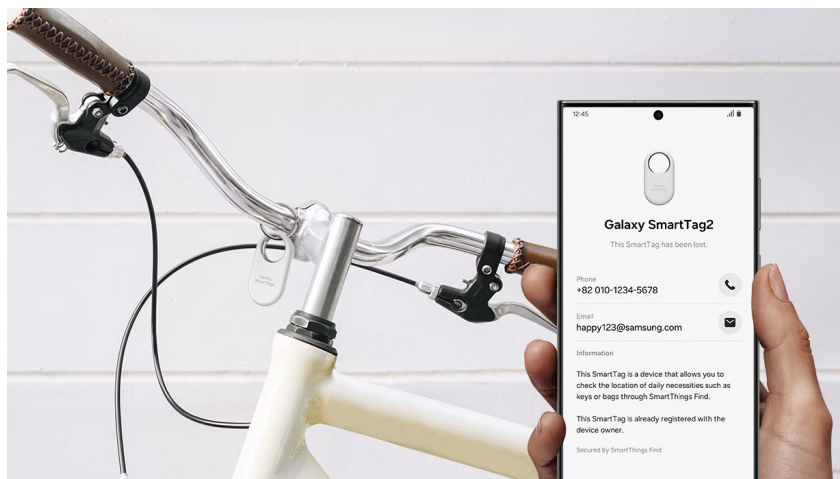 12:45
Galaxy SmartTag2
This SmartTag has been lost.
Phone
+82 010-1234-5678
Email
happy123@samsung.com
Information
This SmartTag is a device that allows you to
check the location of daily necessities such as
keys or bags through SmartThings Find.
This SmartTag is already registered with the
device owner.
Secured by SmartThings Find
Galaxy
SmartTag2